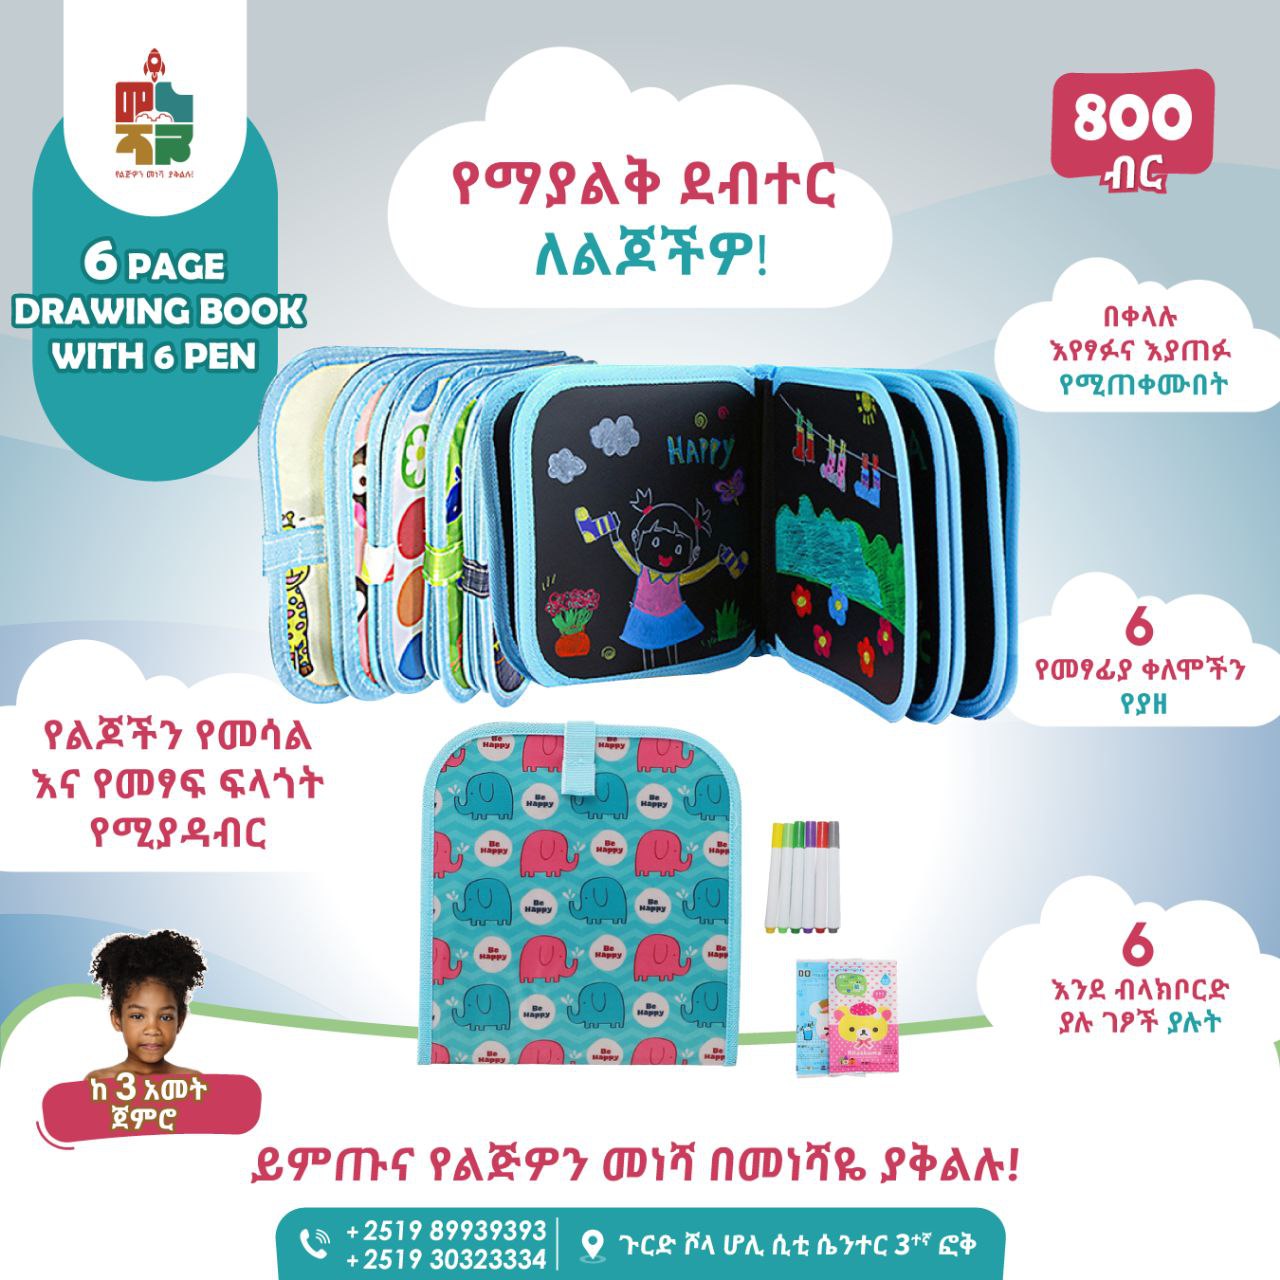 መነሻዬ
የልጅዎን መነሻ ያቅልሉ!
6 PAGE
DRAWING BOOK
WITH 6 PEN
የማያልቅ ደብተር
ለልጆችዎ!
800
ብር
በቀላሉ
እየፃፉና እያጠፉ
የሚጠቀሙበት
HAPPY
6
የመፃፊያ ቀለሞችን
የያዘ
የልጆችን የመሳል
እና የመፃፍ ፍላጎት
የሚያዳብር
Be Happy
6
እንደ ብላክቦርድ
ያሉ ገፆች ያሉት
ከ 3 አመት
ጀምሮ
ይምጡና የልጅዎን መነሻ በመነሻዬ ያቅልሉ!
+2519 89939393
+2519 30323334
ጉርድ ሾላ ሆሊ ሲቲ ሴንተር 3ተኛ ፎቅ